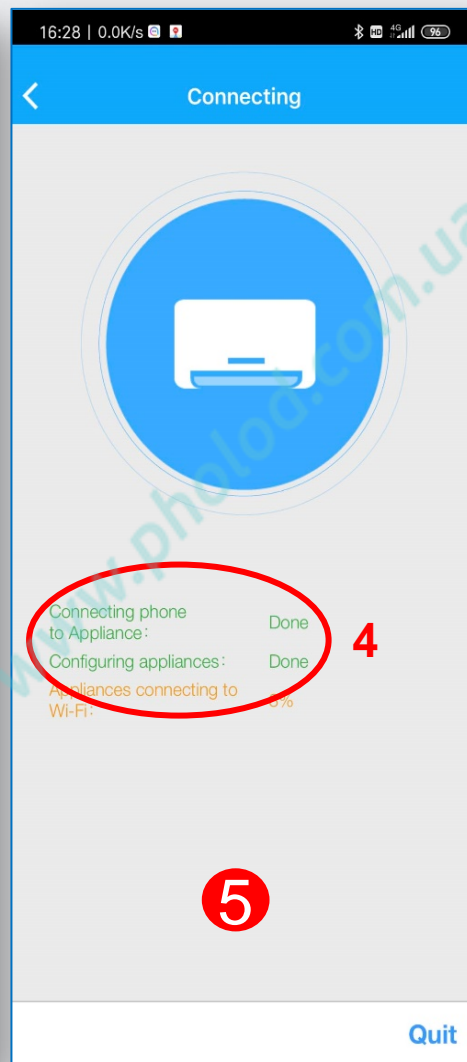 16:28 | 0.0K/s
HD 4G 96
Connecting
www.pholod.com.ua
Connecting phone
to Appliance: Done
Configuring appliances: Done
Appliances connecting to
Wi-Fi:
4
5
Quit